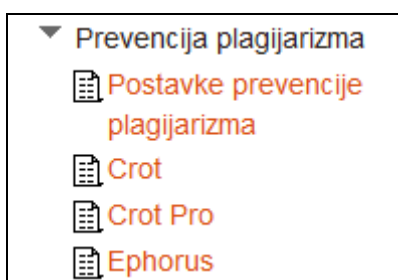 Prevencija plagijarizma
Postavke prevencije
plagijarizma
Crot
Crot Pro
Ephorus